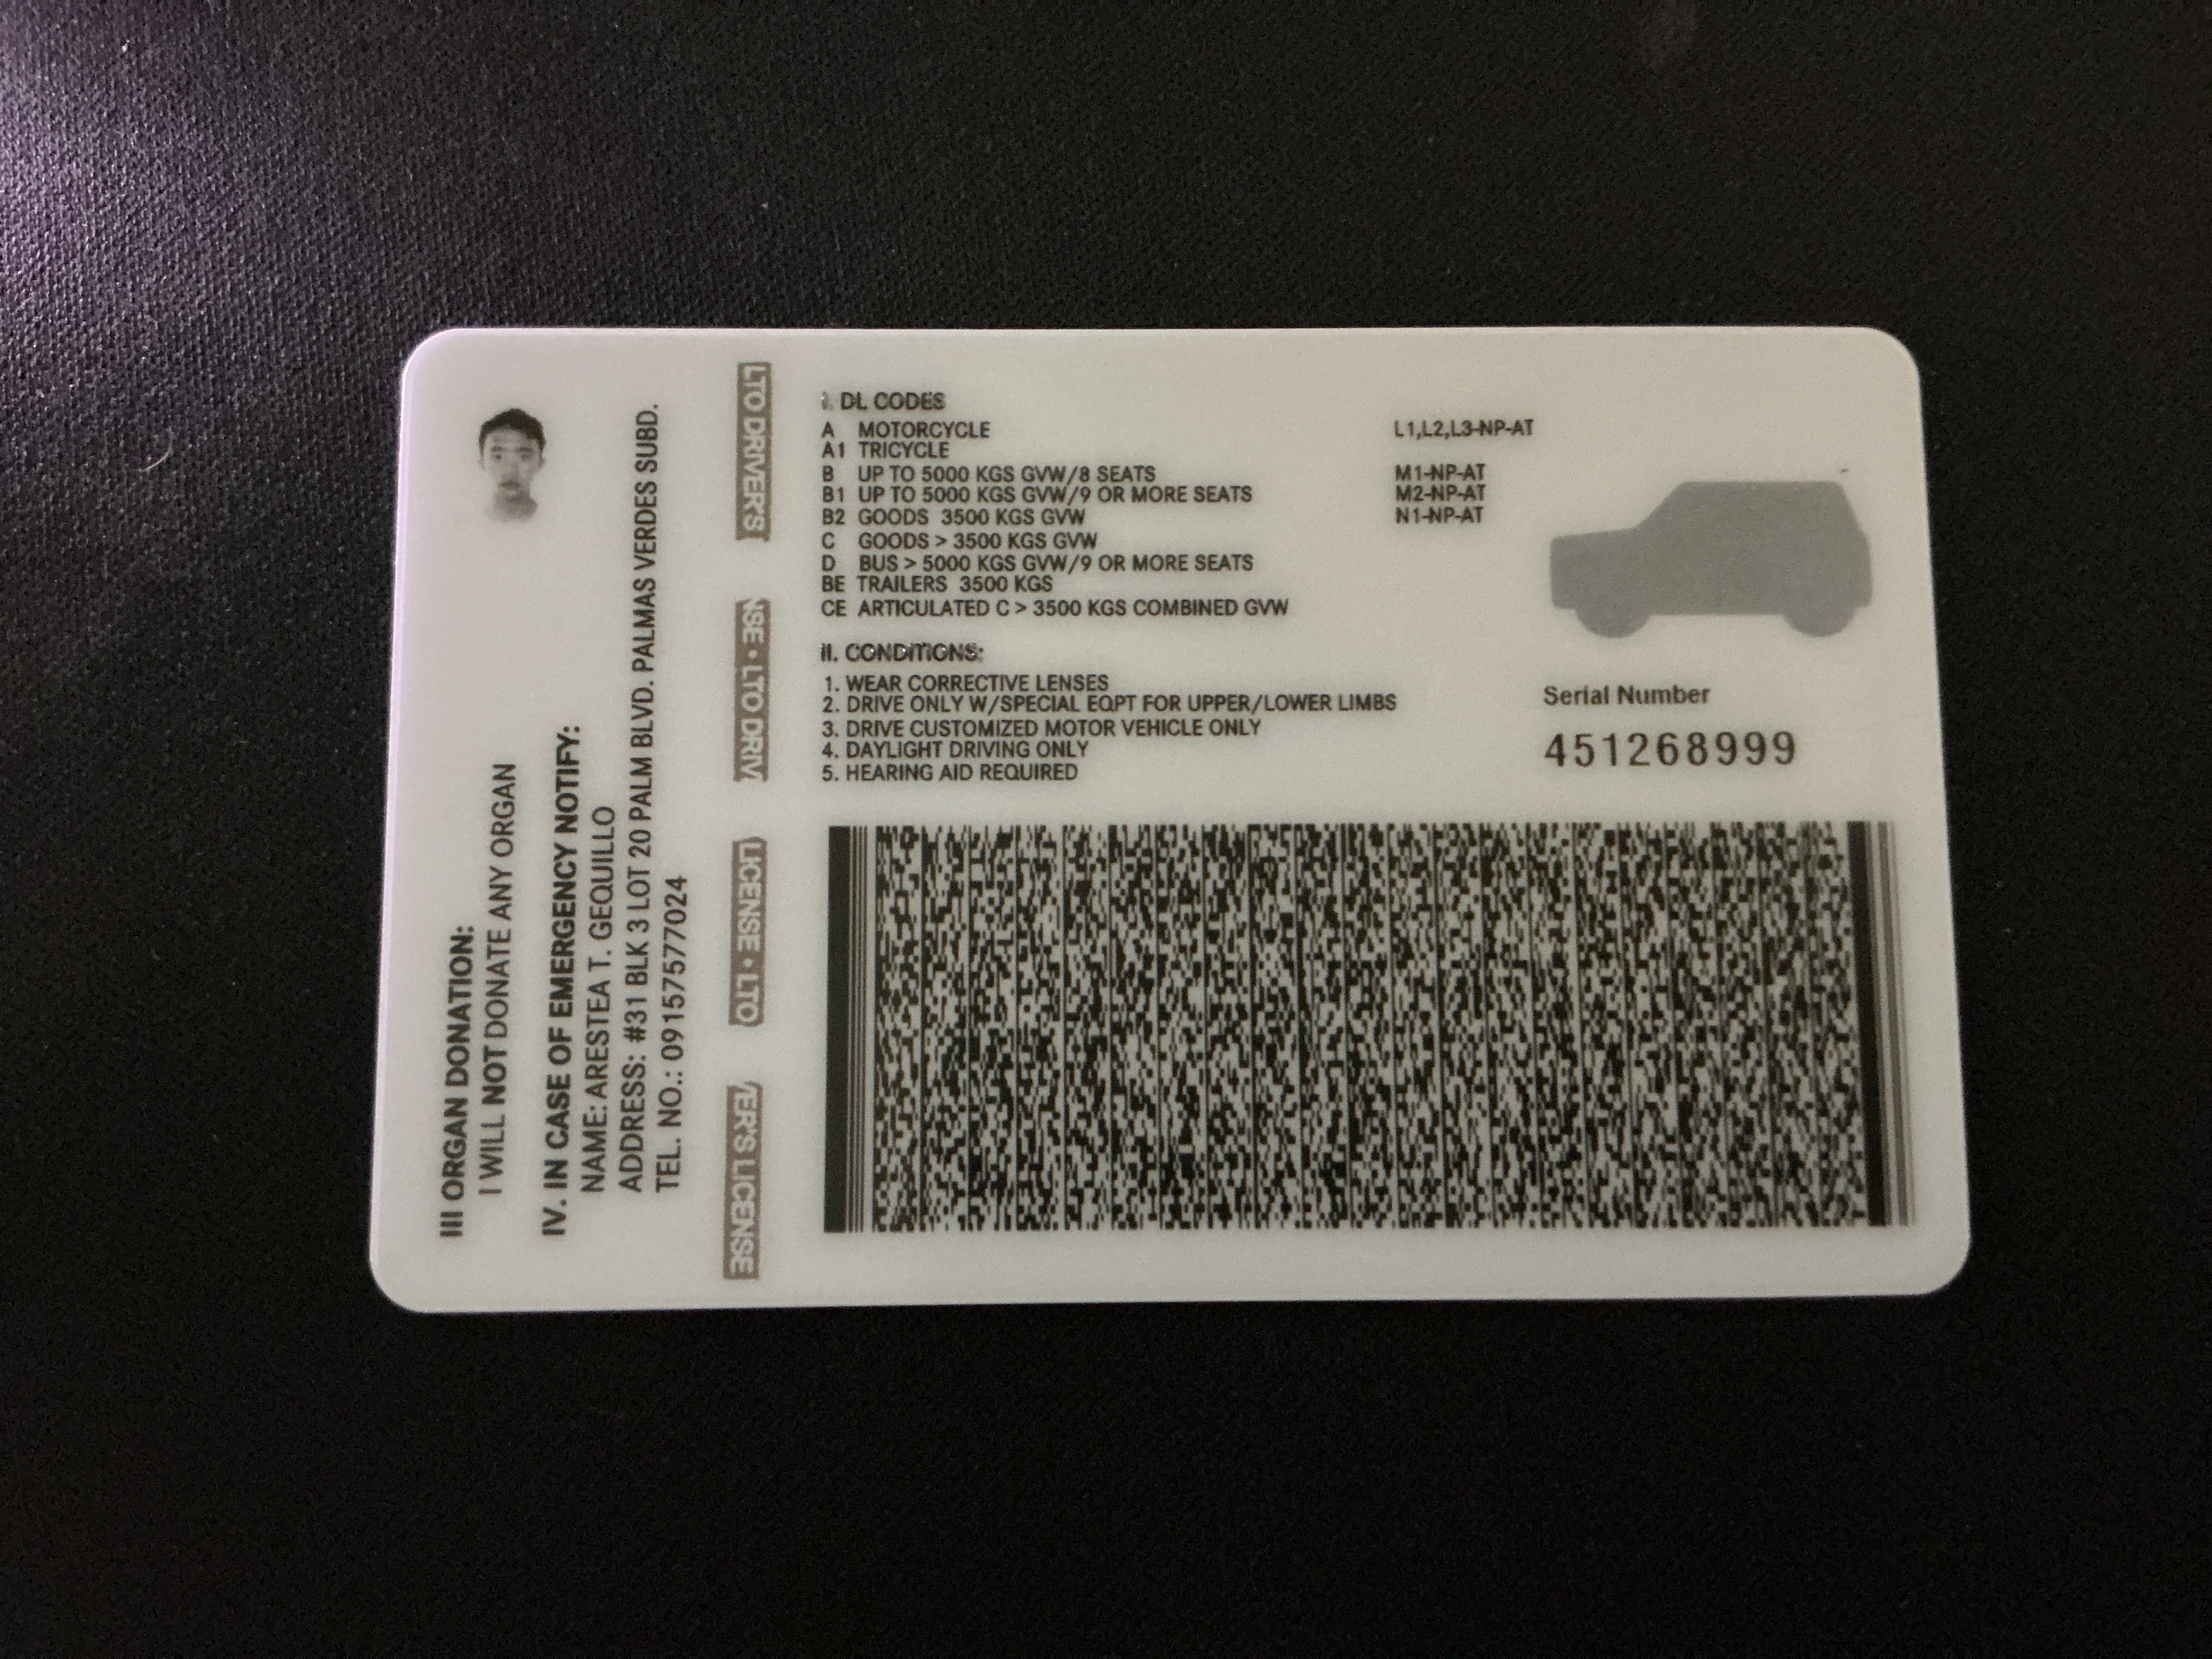 III ORGAN DONATION:
I WILL NOT DONATE ANY ORGAN
IV. IN CASE OF EMERGENCY NOTIFY:
NAME: ARESTEA T. GEQUILLO
ADDRESS: #31 BLK 3 LOT 20 PALM BLVD. PALMAS VERDES SUBD.
TEL. NO.: 09157577024
LTO DRIVER'S
NSE • LTO DRIV
LICENSE • LTO
VER'S LICENSE
I. DL CODES
A MOTORCYCLE L1,L2,L3-NP-AT
A1 TRICYCLE
B UP TO 5000 KGS GVW/8 SEATS M1-NP-AT
B1 UP TO 5000 KGS GVW/9 OR MORE SEATS M2-NP-AT
B2 GOODS 3500 KGS GVW N1-NP-AT
C GOODS > 3500 KGS GVW
D BUS > 5000 KGS GVW/9 OR MORE SEATS
BE TRAILERS 3500 KGS
CE ARTICULATED C > 3500 KGS COMBINED GVW
II. CONDITIONS:
1. WEAR CORRECTIVE LENSES
2. DRIVE ONLY W/SPECIAL EQPT FOR UPPER/LOWER LIMBS
3. DRIVE CUSTOMIZED MOTOR VEHICLE ONLY
4. DAYLIGHT DRIVING ONLY
5. HEARING AID REQUIRED
Serial Number
451268999